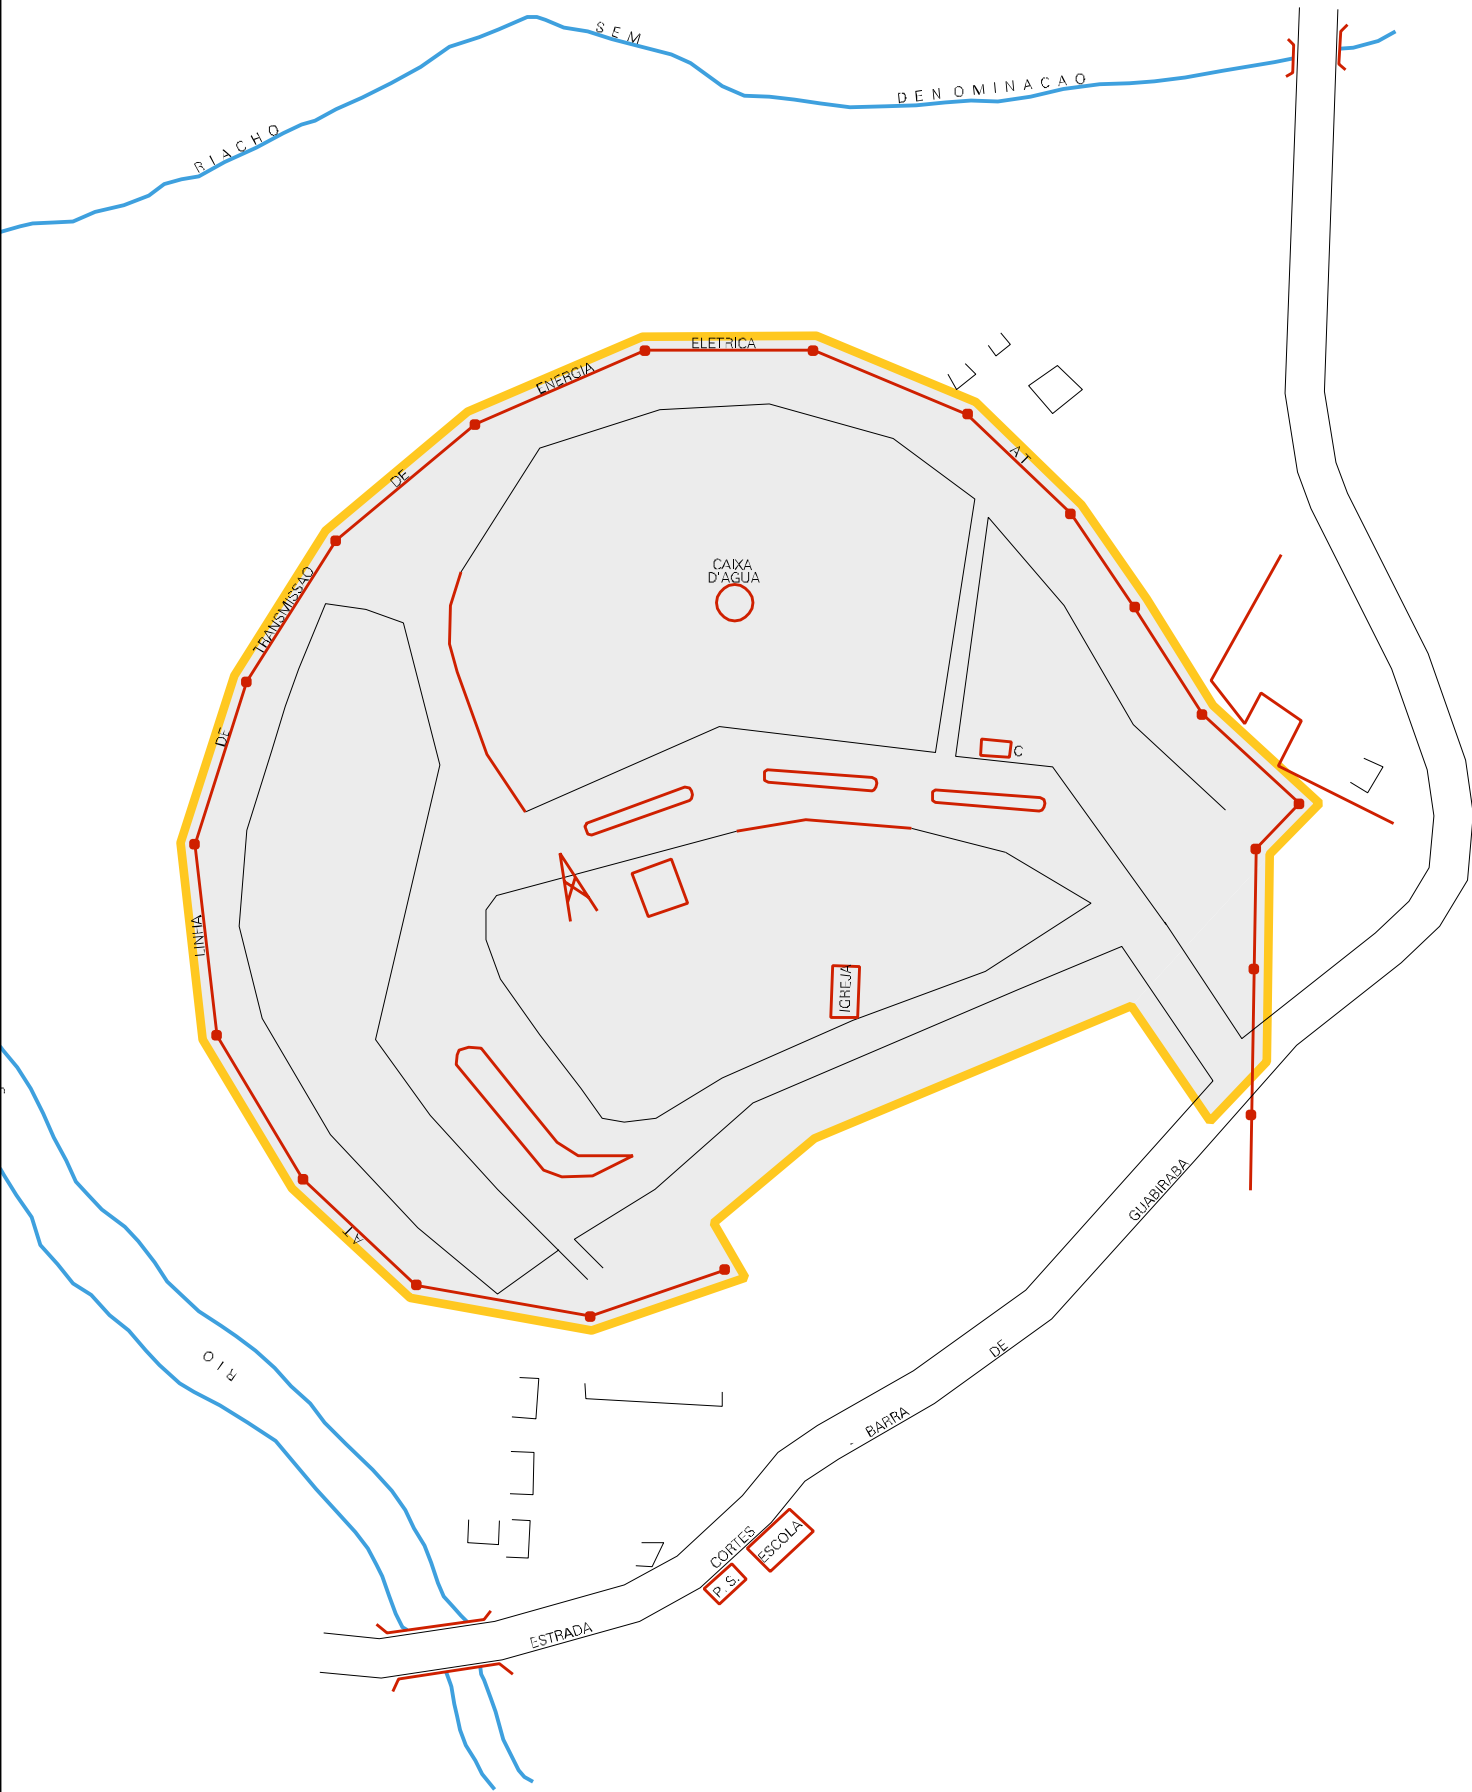 SEM
DENOMINACAO
RIACHO
ELETRICA
ENERGIA
DE
AT
TRANSMISSAO
CAIXA
D'AGUA
DE
C
LINHA
IGREJA
AT
GUABIRABA
RIO
DE
- BARRA
CORTES
ESCOLA
P. S.
ESTRADA